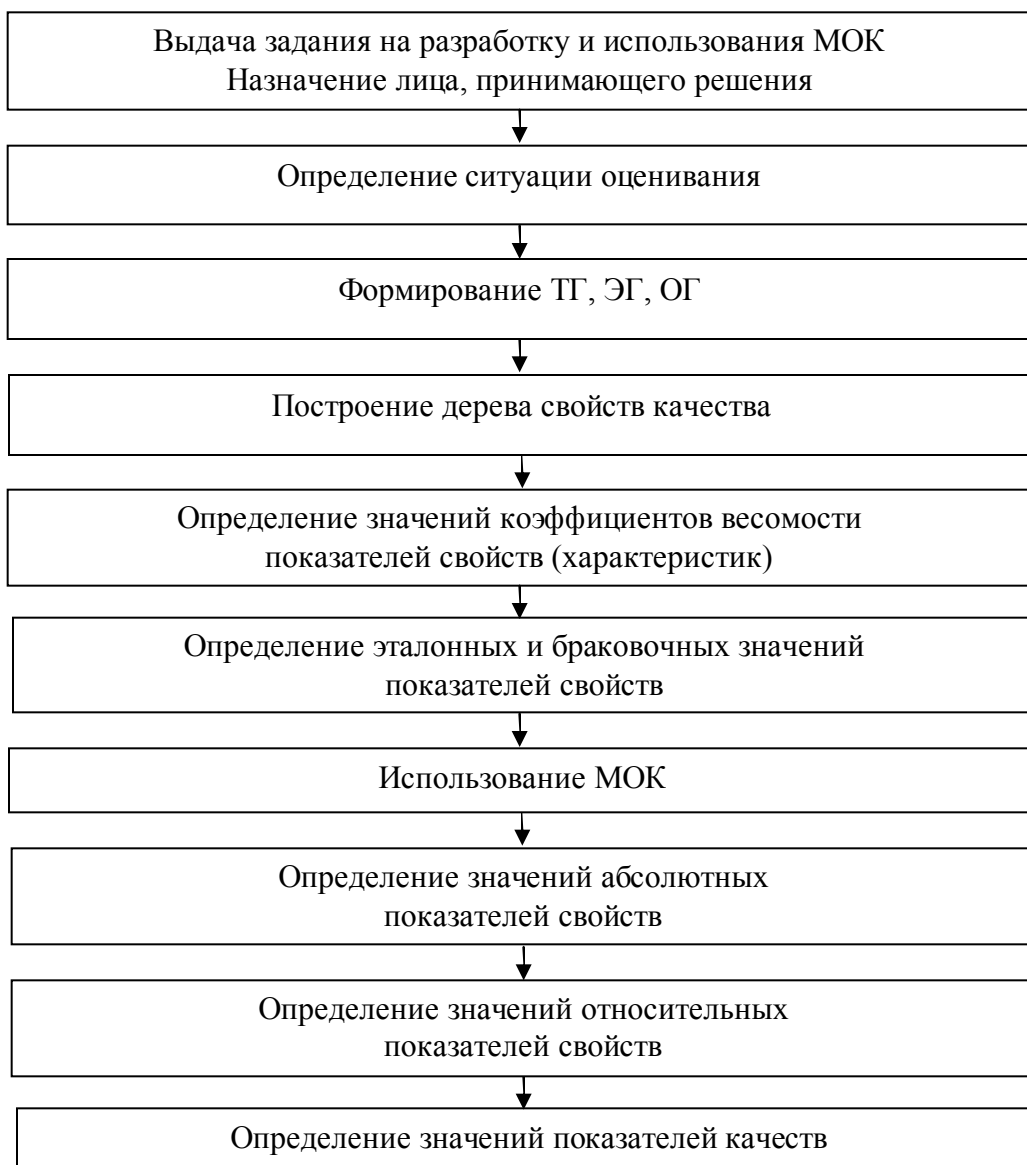 Выдача задания на разработку и использования МОК
Назначение лица, принимающего решения
Определение ситуации оценивания
Формирование ТГ, ЭГ, ОГ
Построение дерева свойств качества
Определение значений коэффициентов весомости
показателей свойств (характеристик)
Определение эталонных и браковочных значений
показателей свойств
Использование МОК
Определение значений абсолютных
показателей свойств
Определение значений относительных
показателей свойств
Определение значений показателей качеств